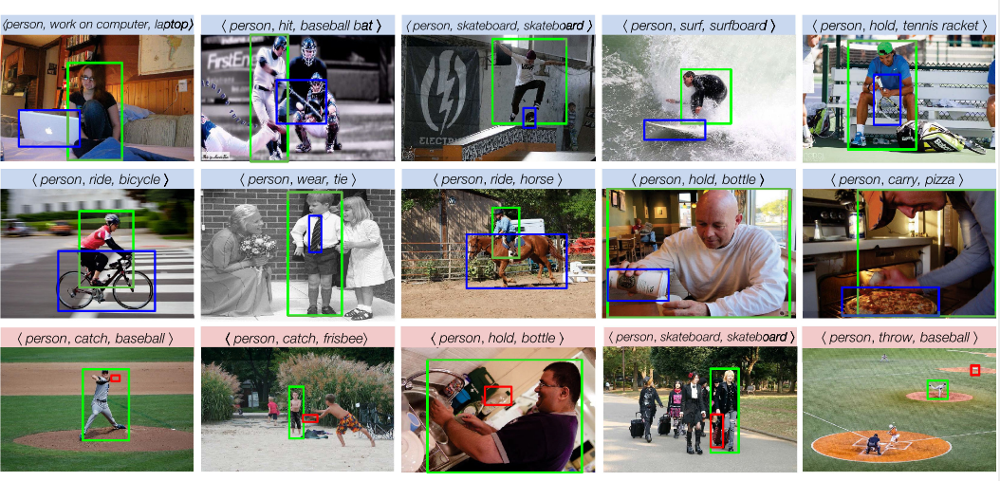 ⟨person, work on computer, laptop⟩
⟨ person, hit, baseball bat ⟩
⟨ person, skateboard, skateboard ⟩
⟨ person, surf, surfboard ⟩
⟨ person, hold, tennis racket ⟩
FirstEn
ELECTRIC
⟨ person, ride, bicycle ⟩
⟨ person, wear, tie ⟩
⟨ person, ride, horse ⟩
⟨ person, hold, bottle ⟩
⟨ person, carry, pizza ⟩
⟨ person, catch, baseball ⟩
⟨ person, catch, frisbee⟩
⟨ person, hold, bottle ⟩
⟨ person, skateboard, skateboard ⟩
⟨ person, throw, baseball ⟩